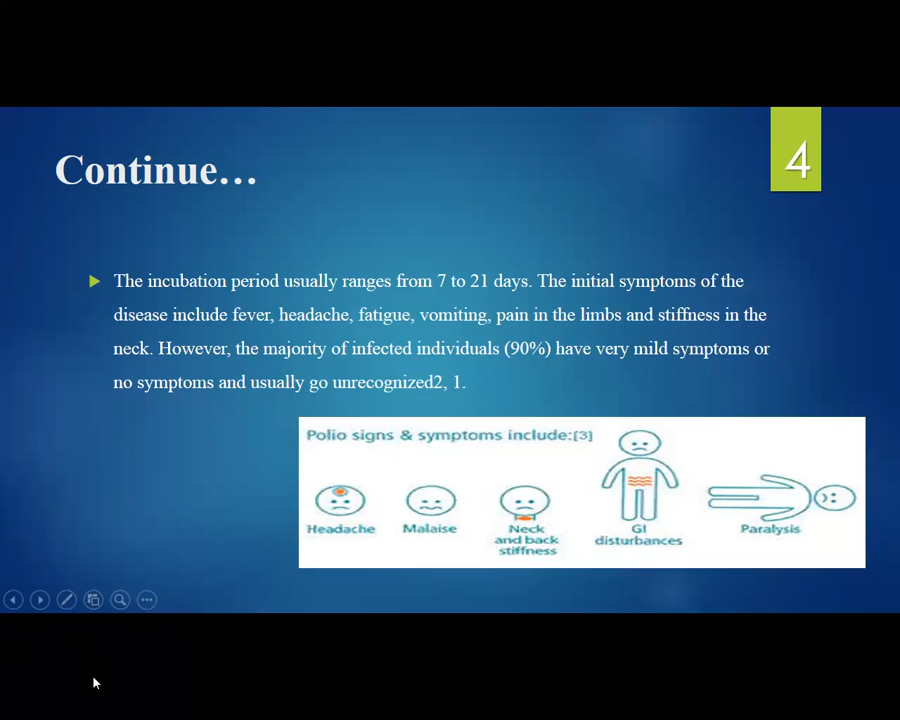 Continue…
4
The incubation period usually ranges from 7 to 21 days. The initial symptoms of the
disease include fever, headache, fatigue, vomiting, pain in the limbs and stiffness in the
neck. However, the majority of infected individuals (90%) have very mild symptoms or
no symptoms and usually go unrecognized2, 1.
Polio signs & symptoms include:[3]
Headache
Malaise
Neck
and back
stiffness
GI
disturbances
Paralysis